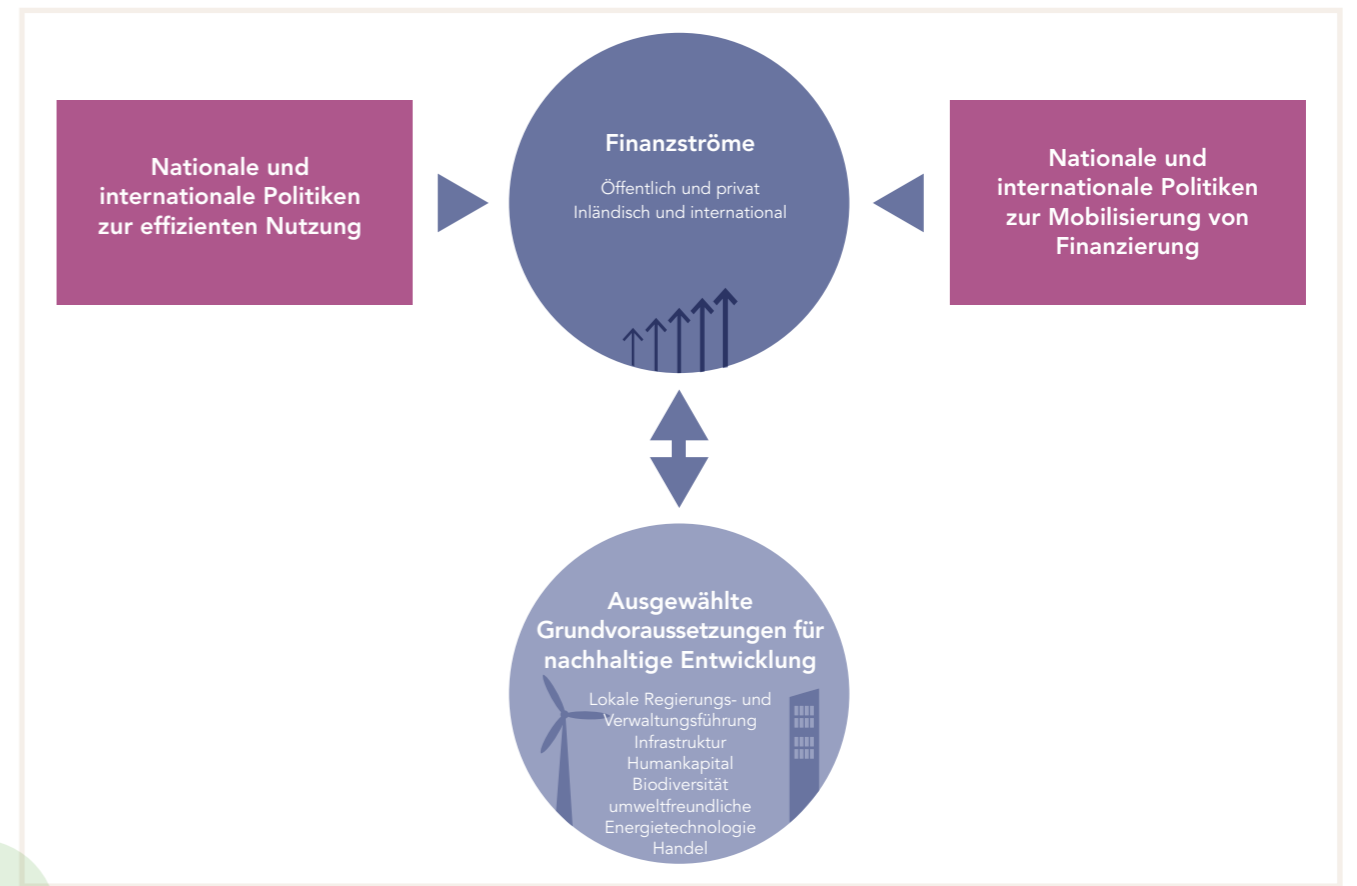 Nationale und
internationale Politiken
zur effizienten Nutzung
Finanzströme
Öffentlich und privat
Inländisch und international
Nationale und
internationale Politiken
zur Mobilisierung von
Finanzierung
Ausgewählte
Grundvoraussetzungen für
nachhaltige Entwicklung
Lokale Regierungs- und
Verwaltungsführung
Infrastruktur
Humankapital
Biodiversität
umweltfreundliche
Energietechnologie
Handel